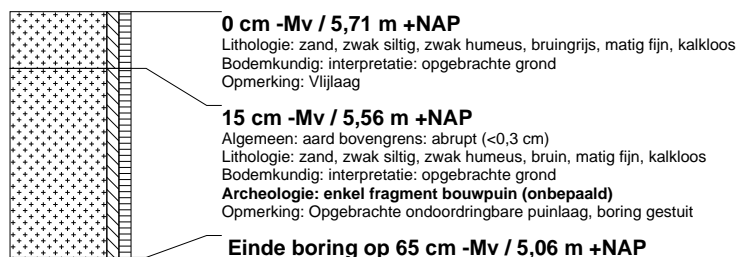 0 cm -Mv / 5,71 m +NAP
Lithologie: zand, zwak siltig, zwak humeus, bruingrijs, matig fijn, kalkloos
Bodemkundig: interpretatie: opgebrachte grond
Opmerking: Vlijlaag
15 cm -Mv / 5,56 m +NAP
Algemeen: aard bovengrens: abrupt (<0,3 cm)
Lithologie: zand, zwak siltig, zwak humeus, bruin, matig fijn, kalkloos
Bodemkundig: interpretatie: opgebrachte grond
Archeologie: enkel fragment bouwpuin (onbepaald)
Opmerking: Opgebrachte ondoordringbare puinlaag, boring gestuit
Einde boring op 65 cm -Mv / 5,06 m +NAP